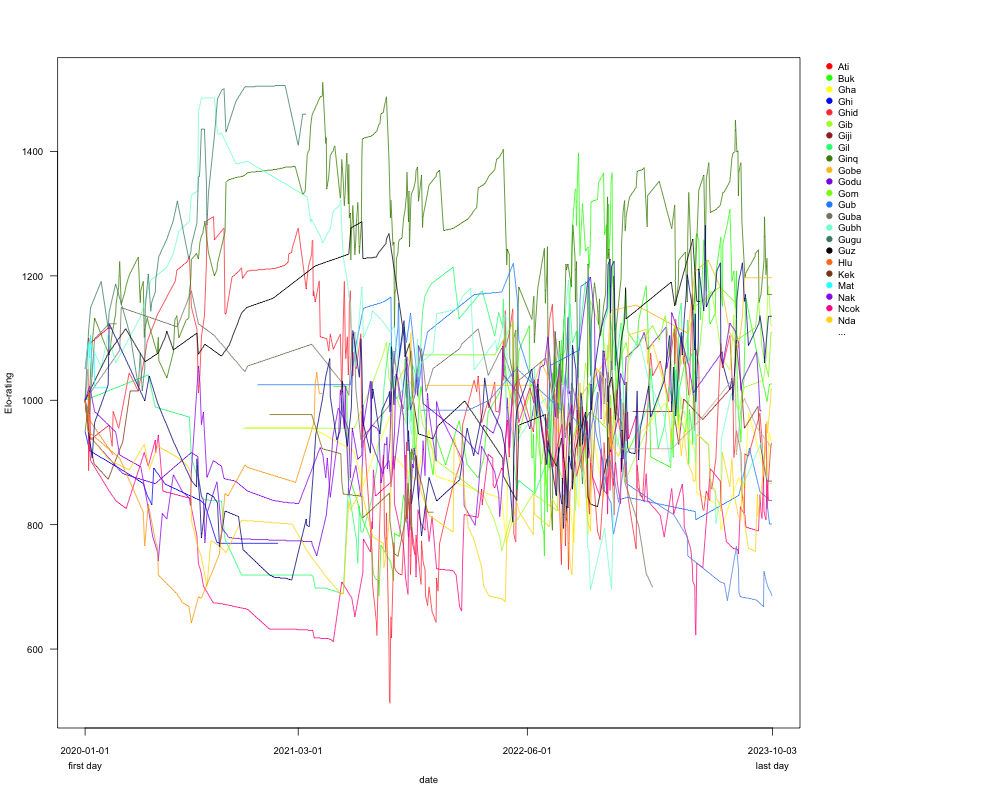 Elo-rating
1400
1200
1000
800
600
2020-01-01
first day
2021-03-01
2022-06-01
2023-10-03
last day
date
Ati
Buk
Gha
Ghi
Ghid
Gib
Giji
Gil
Ginq
Gobe
Godu
Gom
Gub
Guba
Gubh
Gugu
Guz
Hlu
Kek
Mat
Nak
Ncok
Nda
...